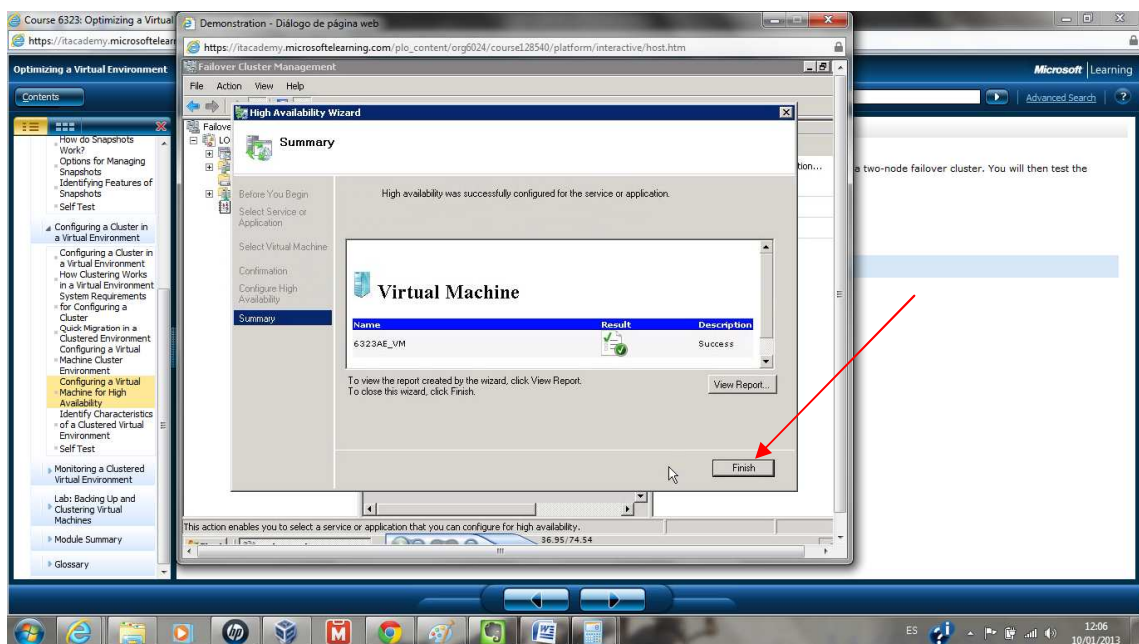 Course 6323: Optimizing a Virtual
https://itacademy.microsoftelearn
Optimizing a Virtual Environment
Microsoft | Learning
Contents
Advanced Search
?
How do Snapshots
Work?
Options for Managing
Snapshots
Identifying Features of
Snapshots
Self Test
Configuring a Cluster in
a Virtual Environment
Configuring a Cluster in
a Virtual Environment
How Clustering Works
in a Virtual Environment
System Requirements
for Configuring a
Cluster
Quick Migration in a
Clustered Environment
Configuring a Virtual
Machine Cluster
Environment
Configuring a Virtual
Machine for High
Availability
Identify Characteristics
of a Clustered Virtual
Environment
Self Test
Monitoring a Clustered
Virtual Environment
Lab: Backing Up and
Clustering Virtual
Machines
Module Summary
Glossary
Demonstration - Diálogo de página web
https://itacademy.microsoftelearning.com/plo_content/org6024/course128540/platform/interactive/host.htm
Failover Cluster Management
File Action View Help
Failove
LO
tion...
a two-node failover cluster. You will then test the
High Availability Wizard
Summary
Before You Begin
Select Service or
Application
Select Virtual Machine
Confirmation
Configure High
Availability
Summary
High availability was successfully configured for the service or application.
Virtual Machine
Name Result Description
6323AE_VM Success
To view the report created by the wizard, click View Report.
To close this wizard, click Finish.
View Report...
Finish
This action enables you to select a service or application that you can configure for high availability.
36.95/74.54
ES
12:06
10/01/2013